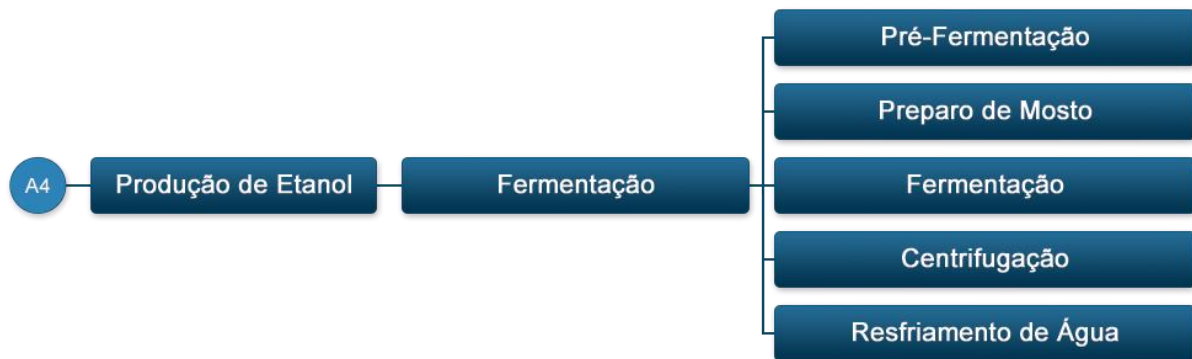 A4
Produção de Etanol
Fermentação
Pré-Fermentação
Preparo de Mosto
Fermentação
Centrifugação
Resfriamento de Água